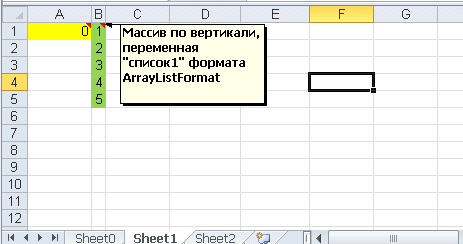 A B C D E F G
1 0 1 Массив по вертикали,
переменная
"список1" формата
ArrayListFormat
2 2
3 3
4 4
5 5
6
7
8
9
10
11
12
Sheet0 Sheet1 Sheet2